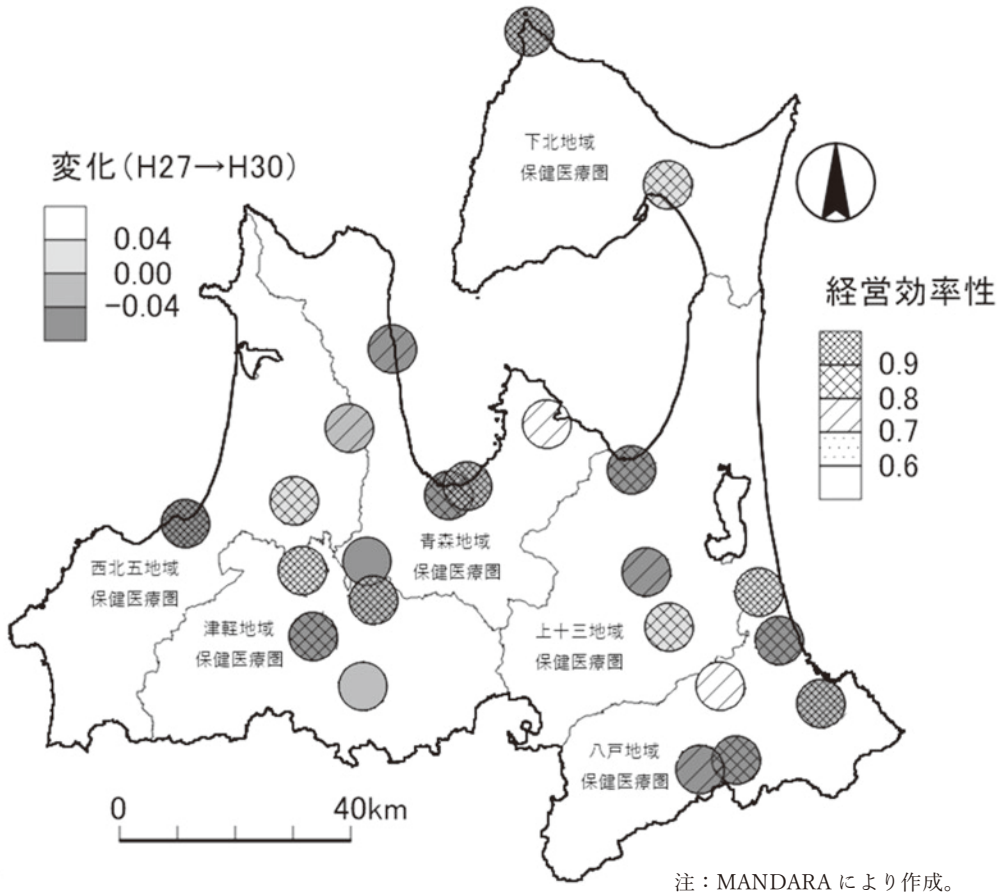 下北地域
保健医療圏
変化(H27→H30)
0.04
0.00
-0.04
経営効率性
0.9
0.8
0.7
0.6
青森地域
保健医療圏
西北五地域
保健医療圏
津軽地域
保健医療圏
上十三地域
保健医療圏
八戸地域
保健医療圏
0 40km
注：MANDARA により作成。